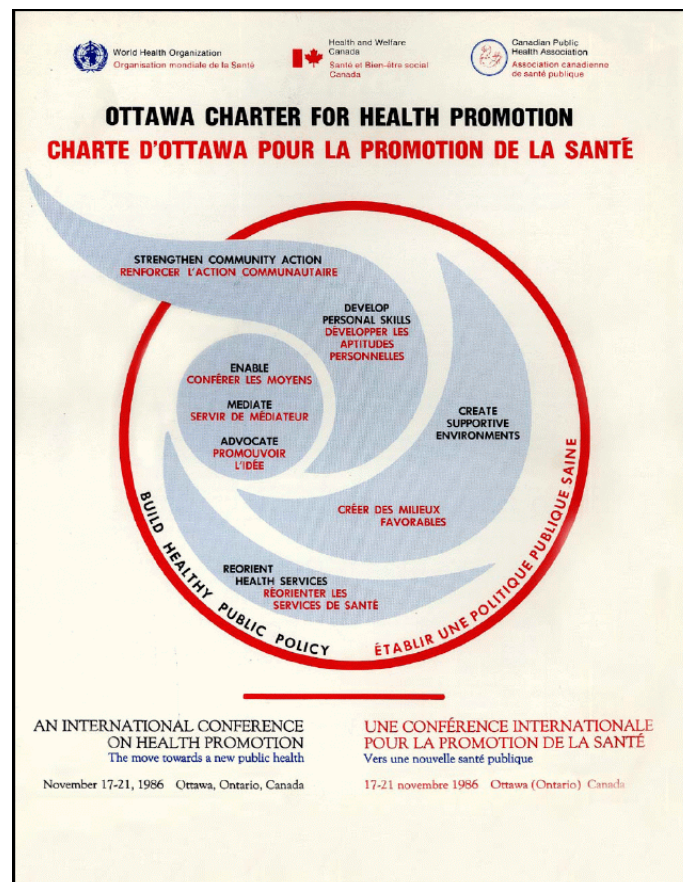 World Health Organization
Organisation mondiale de la Santé
Health and Welfare
Canada
Santé et Bien-être social
Canada
Canadian Public
Health Association
Association canadienne
de santé publique
OTTAWA CHARTER FOR HEALTH PROMOTION
CHARTE D'OTTAWA POUR LA PROMOTION DE LA SANTÉ
STRENGTHEN COMMUNITY ACTION
RENFORCER L'ACTION COMMUNAUTAIRE
DEVELOP
PERSONAL SKILLS
DÉVELOPPER LES
APTITUDES
PERSONNELLES
ENABLE
CONFÉRER LES MOYENS
MEDIATE
SERVIR DE MÉDIATEUR
ADVOCATE
PROMOUVOIR
L'IDÉE
CREATE
SUPPORTIVE
ENVIRONMENTS
CRÉER DES MILIEUX
FAVORABLES
REORIENT
HEALTH SERVICES
RÉORIENTER LES
SERVICES DE SANTÉ
BUILD HEALTHY PUBLIC POLICY
ÉTABLIR UNE POLITIQUE PUBLIQUE SAINE
AN INTERNATIONAL CONFERENCE
ON HEALTH PROMOTION
The move towards a new public health
November 17-21, 1986 Ottawa, Ontario, Canada
UNE CONFÉRENCE INTERNATIONALE
POUR LA PROMOTION DE LA SANTÉ
Vers une nouvelle santé publique
17-21 novembre 1986 Ottawa (Ontario) Canada